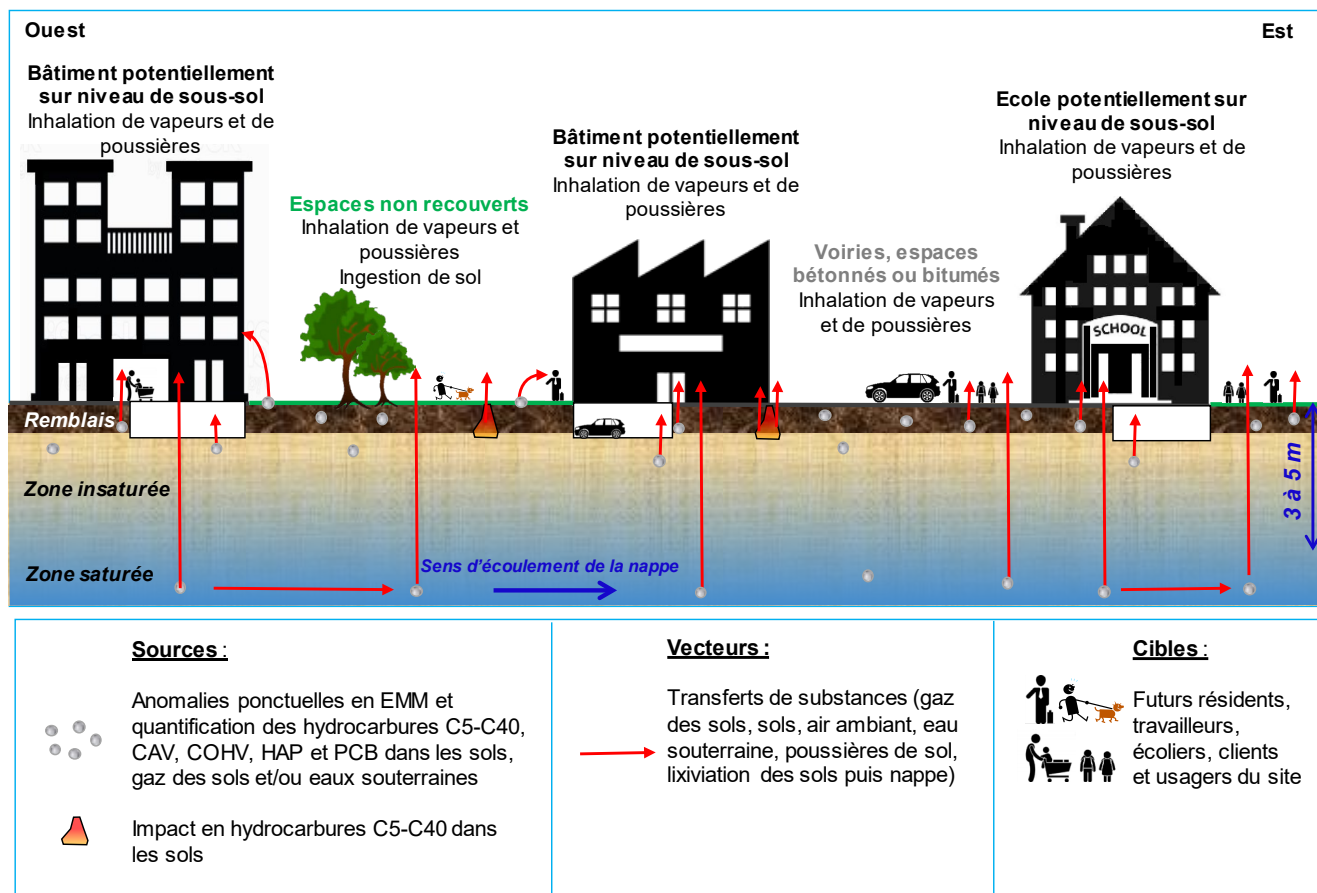 Ouest
Est
Bâtiment potentiellement
sur niveau de sous-sol
Inhalation de vapeurs et de
poussières
Espaces non recouverts
Inhalation de vapeurs et
poussières
Ingestion de sol
Bâtiment potentiellement
sur niveau de sous-sol
Inhalation de vapeurs et de
poussières
Voiries, espaces
bétonnés ou bitumés
Inhalation de vapeurs
et de poussières
Ecole potentiellement sur
niveau de sous-sol
Inhalation de vapeurs et de
poussières
SCHOOL
Remblais
Zone insaturée
Zone saturée
Sens d'écoulement de la nappe
3 à 5 m
Sources :
Anomalies ponctuelles en EMM et
quantification des hydrocarbures C5-C40,
CAV, COHV, HAP et PCB dans les sols,
gaz des sols et/ou eaux souterraines
Impact en hydrocarbures C5-C40 dans
les sols
Vecteurs :
Transferts de substances (gaz
des sols, sols, air ambiant, eau
souterraine, poussières de sol,
lixiviation des sols puis nappe)
Cibles :
Futurs résidents,
travailleurs,
écoliers, clients
et usagers du site